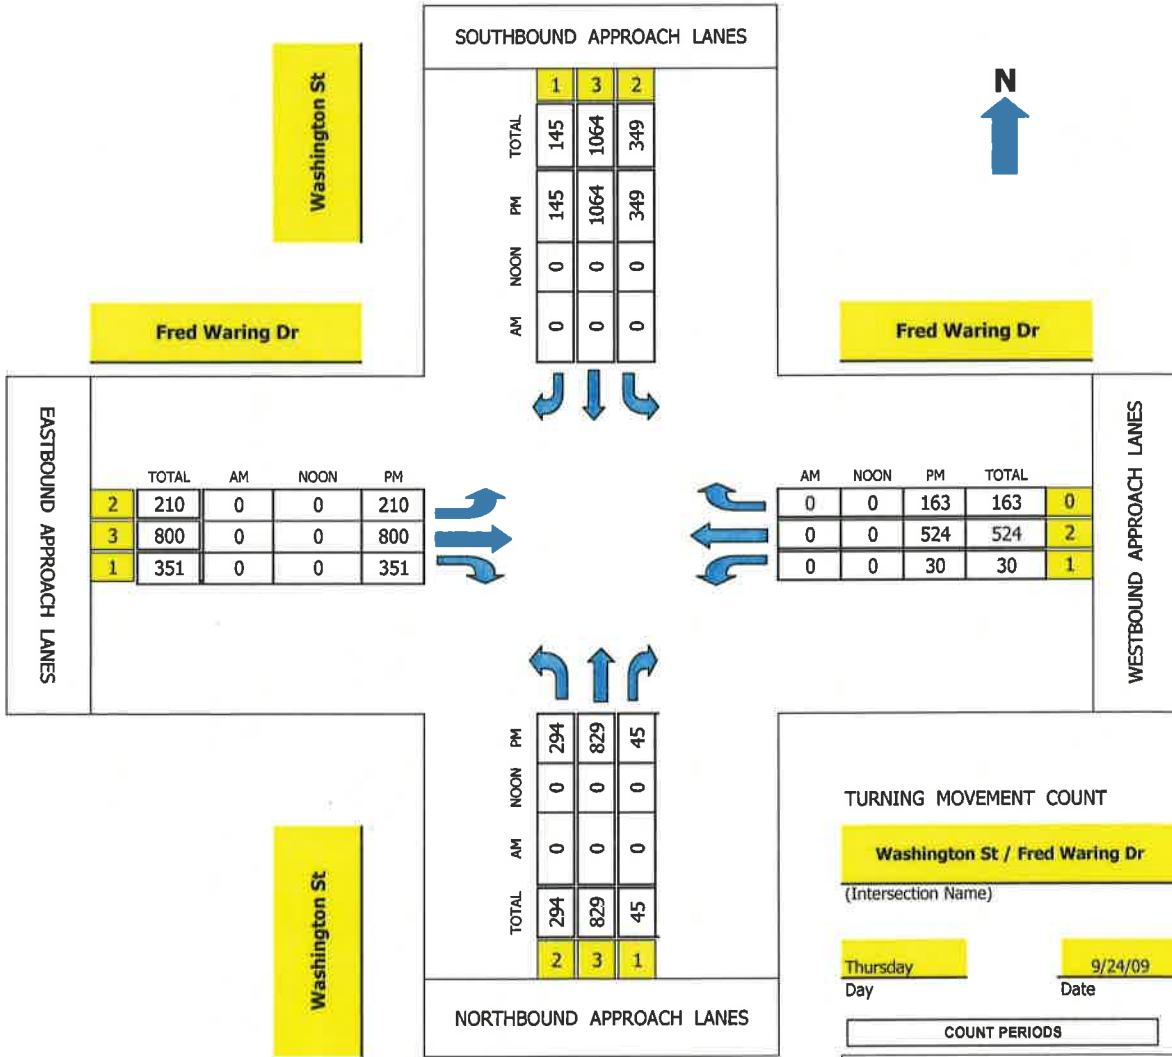 SOUTHBOUND APPROACH LANES
Washington St
N
1 3 2
TOTAL 145 1064 349
PM 145 1064 349
NOON 0 0 0
AM 0 0 0
Fred Waring Dr
Fred Waring Dr
EASTBOUND APPROACH LANES
TOTAL AM NOON PM
2 210 0 0 210
3 800 0 0 800
1 351 0 0 351
AM NOON PM TOTAL
0 0 163 163 0
0 0 524 524 2
0 0 30 30 1
WESTBOUND APPROACH LANES
PM 294 829 45
NOON 0 0 0
AM 0 0 0
TOTAL 294 829 45
2 3 1
Washington St
NORTHBOUND APPROACH LANES
TURNING MOVEMENT COUNT
Washington St / Fred Waring Dr
(Intersection Name)
Thursday 9/24/09
Day Date
COUNT PERIODS